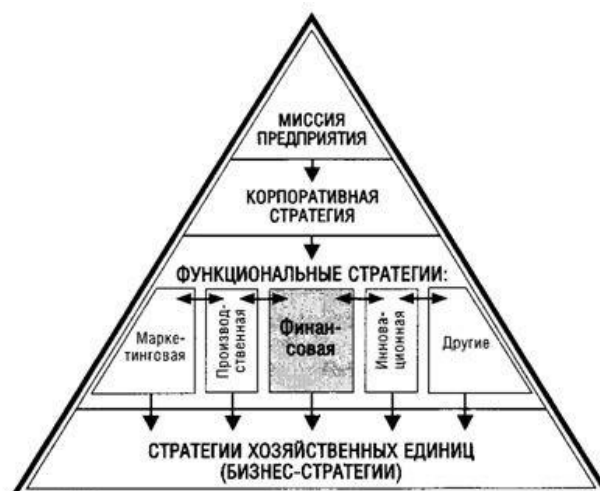 МИССИЯ
ПРЕДПРИЯТИЯ
КОРПОРАТИВНАЯ
СТРАТЕГИЯ
ФУНКЦИОНАЛЬНЫЕ СТРАТЕГИИ:
Марке-
тинговая
Производ-
ственная
Финан-
совая
Иннова-
ционная
Другие
СТРАТЕГИИ ХОЗЯЙСТВЕННЫХ ЕДИНИЦ
(БИЗНЕС-СТРАТЕГИИ)